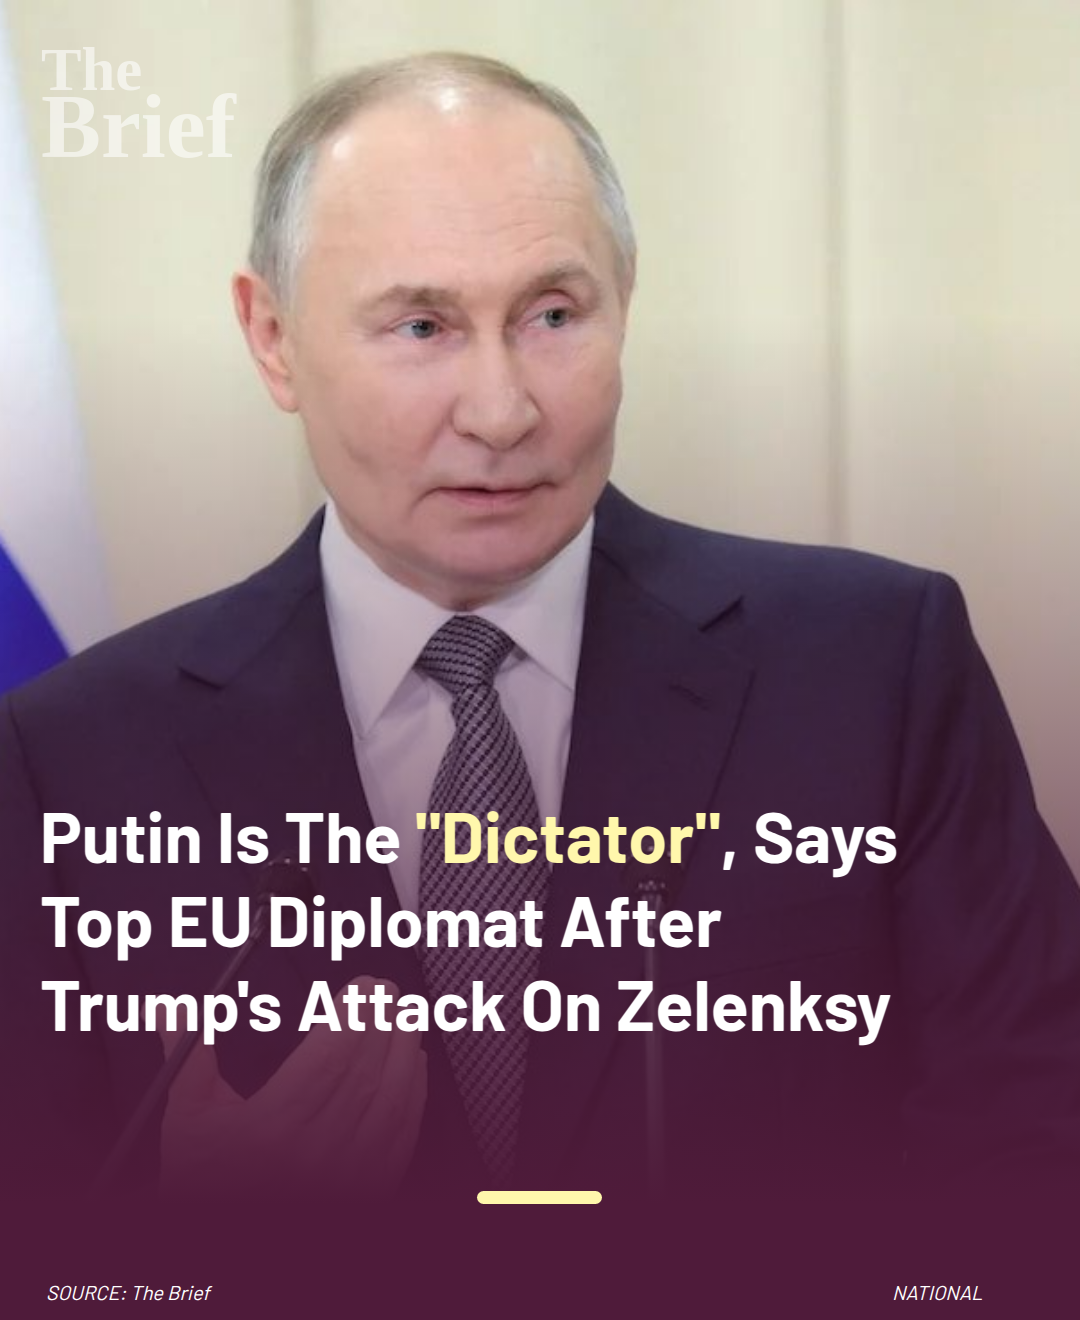 The
Brief
Putin Is The "Dictator", Says
Top EU Diplomat After
Trump's Attack On Zelenksy
SOURCE: The Brief
NATIONAL